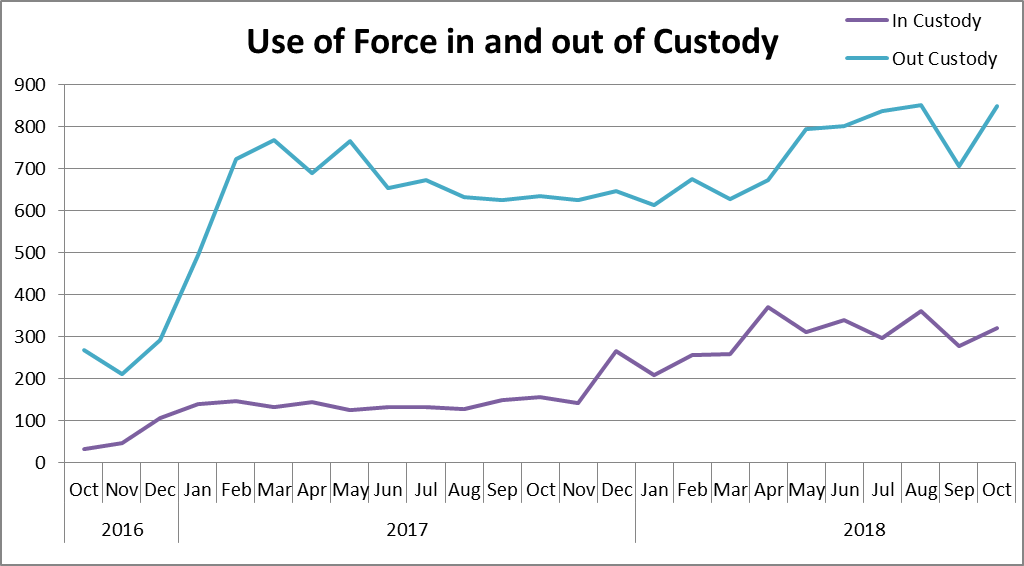 Use of Force in and out of Custody
In Custody
Out Custody
900
800
700
600
500
400
300
200
100
0
Oct Nov Dec Jan Feb Mar Apr May Jun Jul Aug Sep Oct Nov Dec Jan Feb Mar Apr May Jun Jul Aug Sep Oct
2016 2017 2018